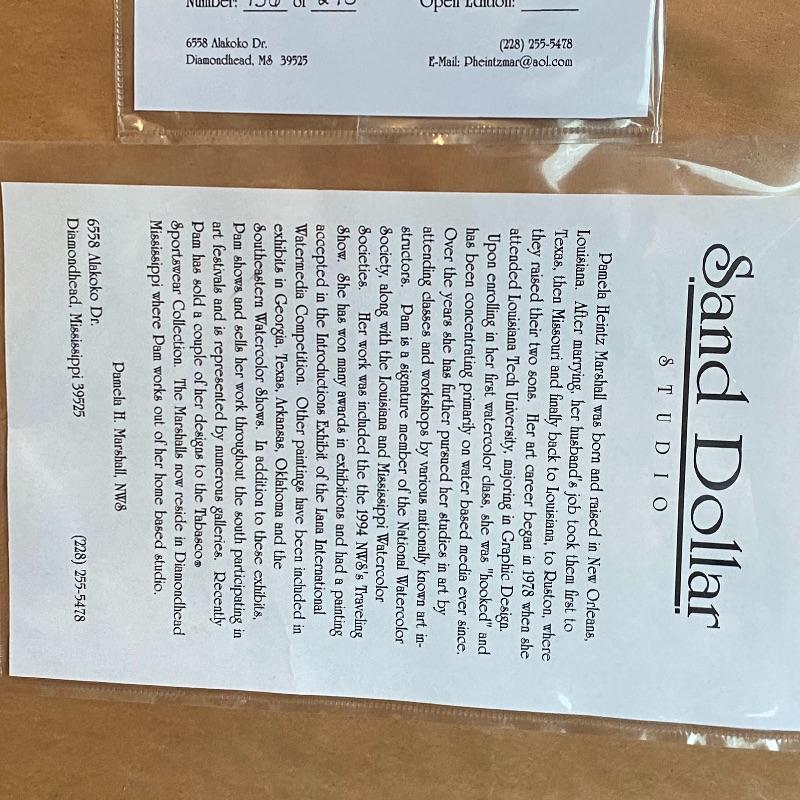 Number: 156 of
Open Edition:
6558 Alakoko Dr.
Diamondhead, MS 39525
(228) 255-5478
E-Mail: Pheintzmar@aol.com
Sand Dollar
STUDIO
Pamela Heintz Marshall was born and raised in New Orleans,
Louisiana. After marrying, her husband's job took them first to
Texas, then Missouri and finally back to Louisiana, to Ruston, where
they raised their two sons. Her art career began in 1978 when she
attended Louisiana Tech University, majoring in Graphic Design.
Upon enrolling in her first watercolor class, she was "hooked" and
has been concentrating primarily on water based media ever since.
Over the years she has further pursued her studies in art by
attending classes and workshops by various nationally known art in-
structors. Pam is a signature member of the National Watercolor
Society, along with the Louisiana and Mississippi Watercolor
Societies. Her work was included the the 1994 NWS's Traveling
Show. She has won many awards in exhibitions and had a painting
accepted in the Introductions Exhibit of the Lana International
Watermedia Competition. Other paintings have been included in
exhibits in Georgia, Texas, Arkansas, Oklahoma and the
Southeastern Watercolor Shows. In addition to these exhibits,
Pam shows and sells her work throughout the south participating in
art festivals and is represented by numerous galleries. Recently
Pam has sold a couple of her designs to the Tabasco®
Sportswear Collection. The Marshalls now reside in Diamondhead
Mississippi where Pam works out of her home based studio.
Pamela H. Marshall, NWS
6558 Alakoko Dr.
Diamondhead, Mississippi 39525
(228) 255-5478